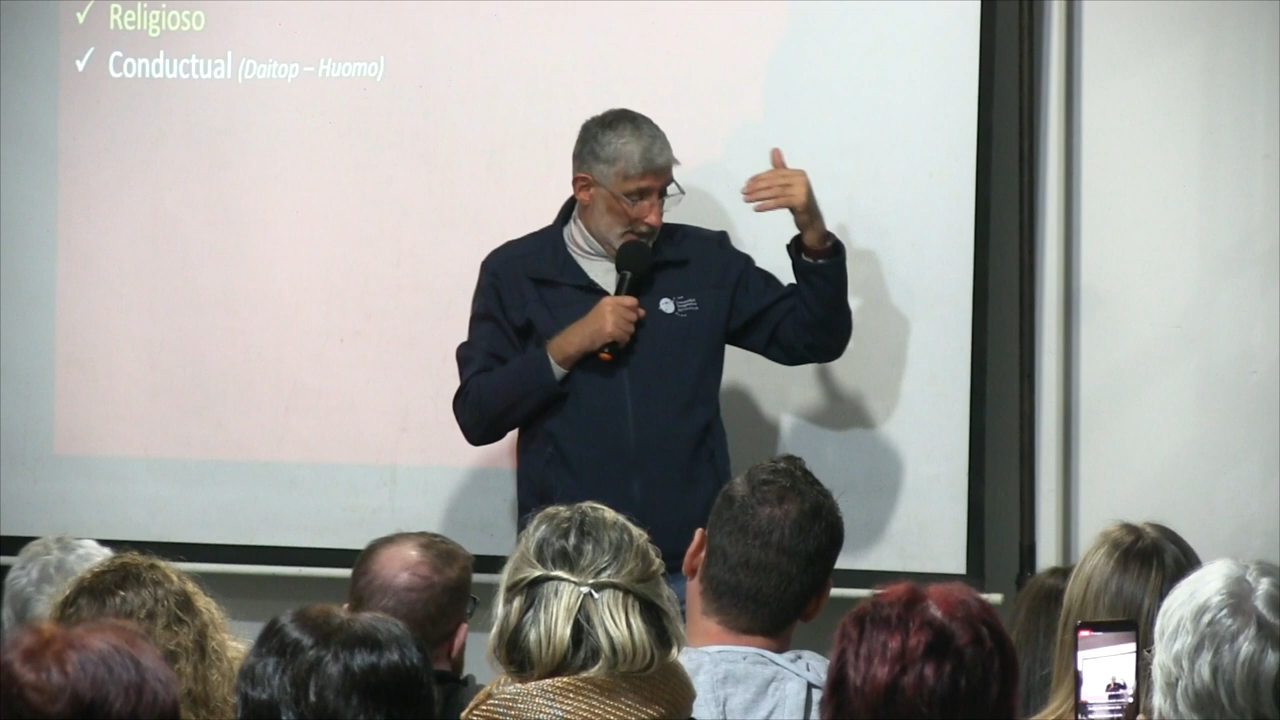 ✓ Religioso
✓ Conductual (Daitop – Huomo)